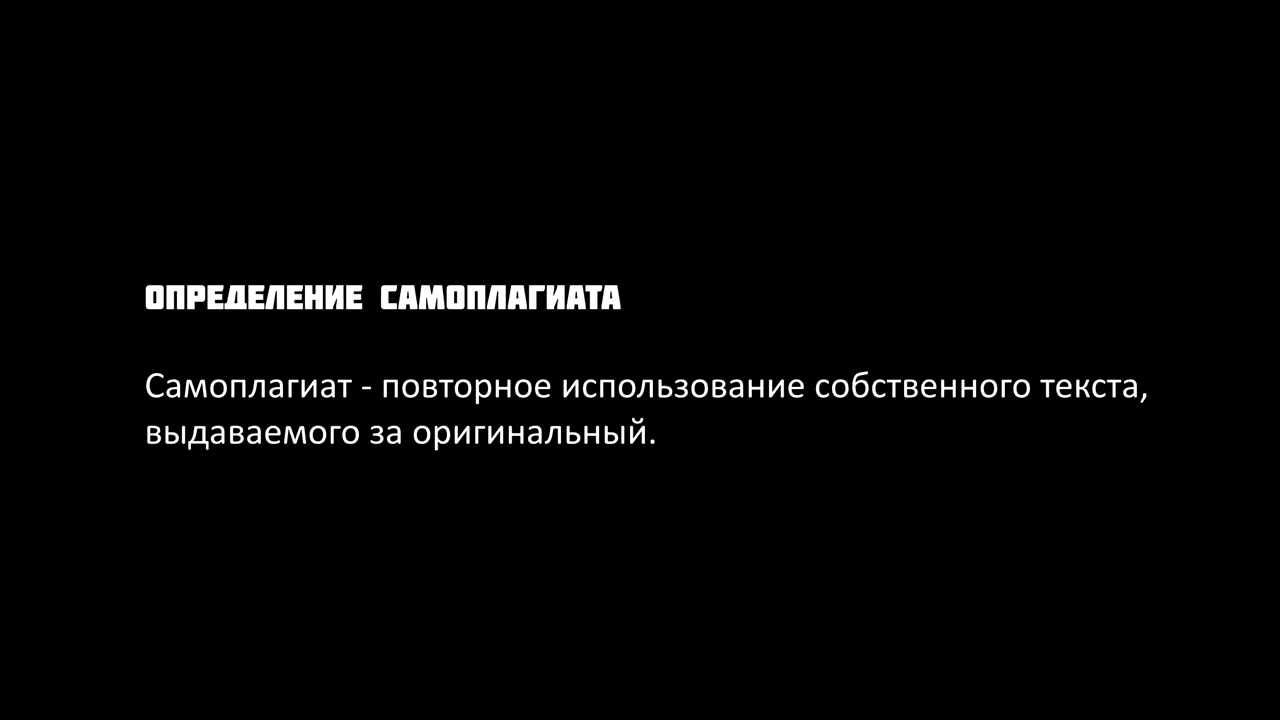 ОПРЕДЕЛЕНИЕ САМОПЛАГИАТА
Самоплагиат - повторное использование собственного текста,
выдаваемого за оригинальный.